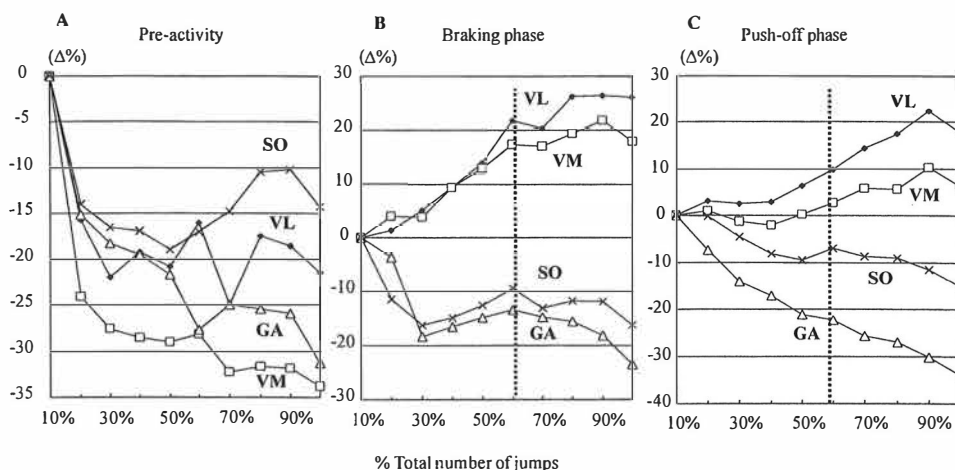 A
Pre-activity
(Δ%)
0
-5
-10
-15
-20
-25
-30
-35
SO
VL
GA
VM
10% 30% 50% 70% 90%
B
Braking phase
(Δ%)
30
20
10
0
-10
-20
-30
VL
VM
SO
GA
10% 30% 50% 70% 90%
C
Push-off phase
(Δ%)
30
20
10
0
-10
-20
-30
-40
VL
VM
SO
GA
10% 30% 50% 70% 90%
% Total number of jumps